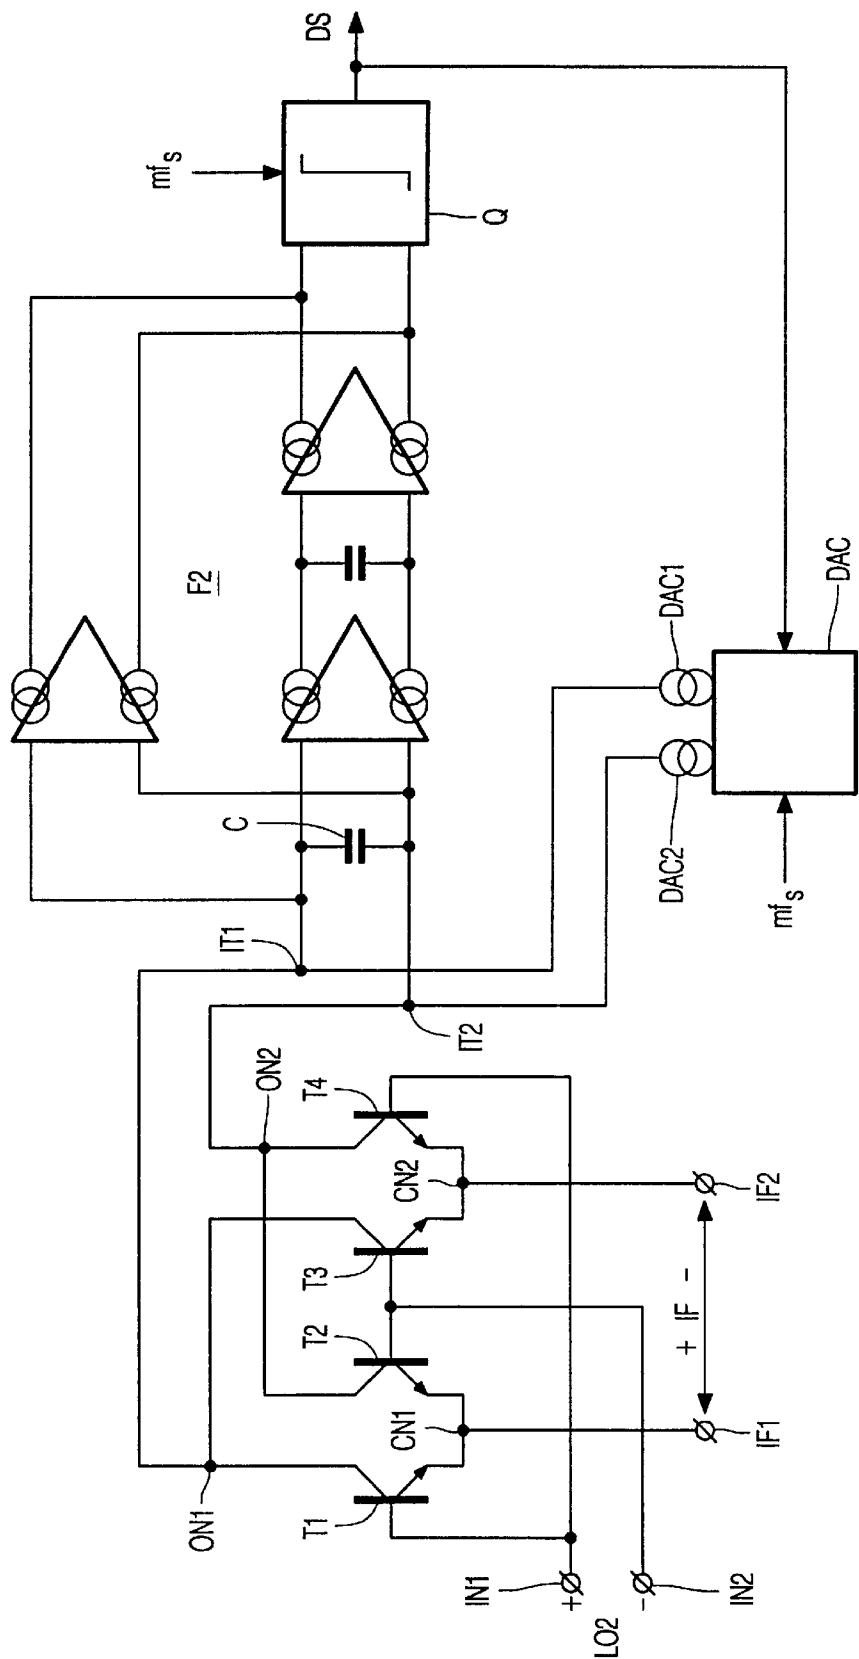 DS
mfs
Q
F2
C
IT1
IT2
DAC1
DAC2
DAC
mfs
ON2
T4
CN2
T3
T2
CN1
T1
ON1
IF2
+ IF -
IF1
IN1
+
LO2
-
IN2